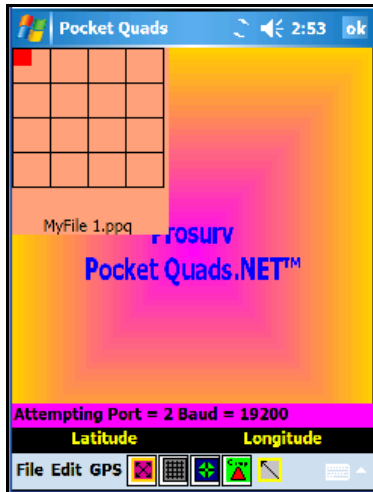 Pocket Quads 2:53 ok
MyFile 1.ppq
Prosurv
Pocket Quads.NET™
Attempting Port = 2 Baud = 19200
Latitude Longitude
File Edit GPS